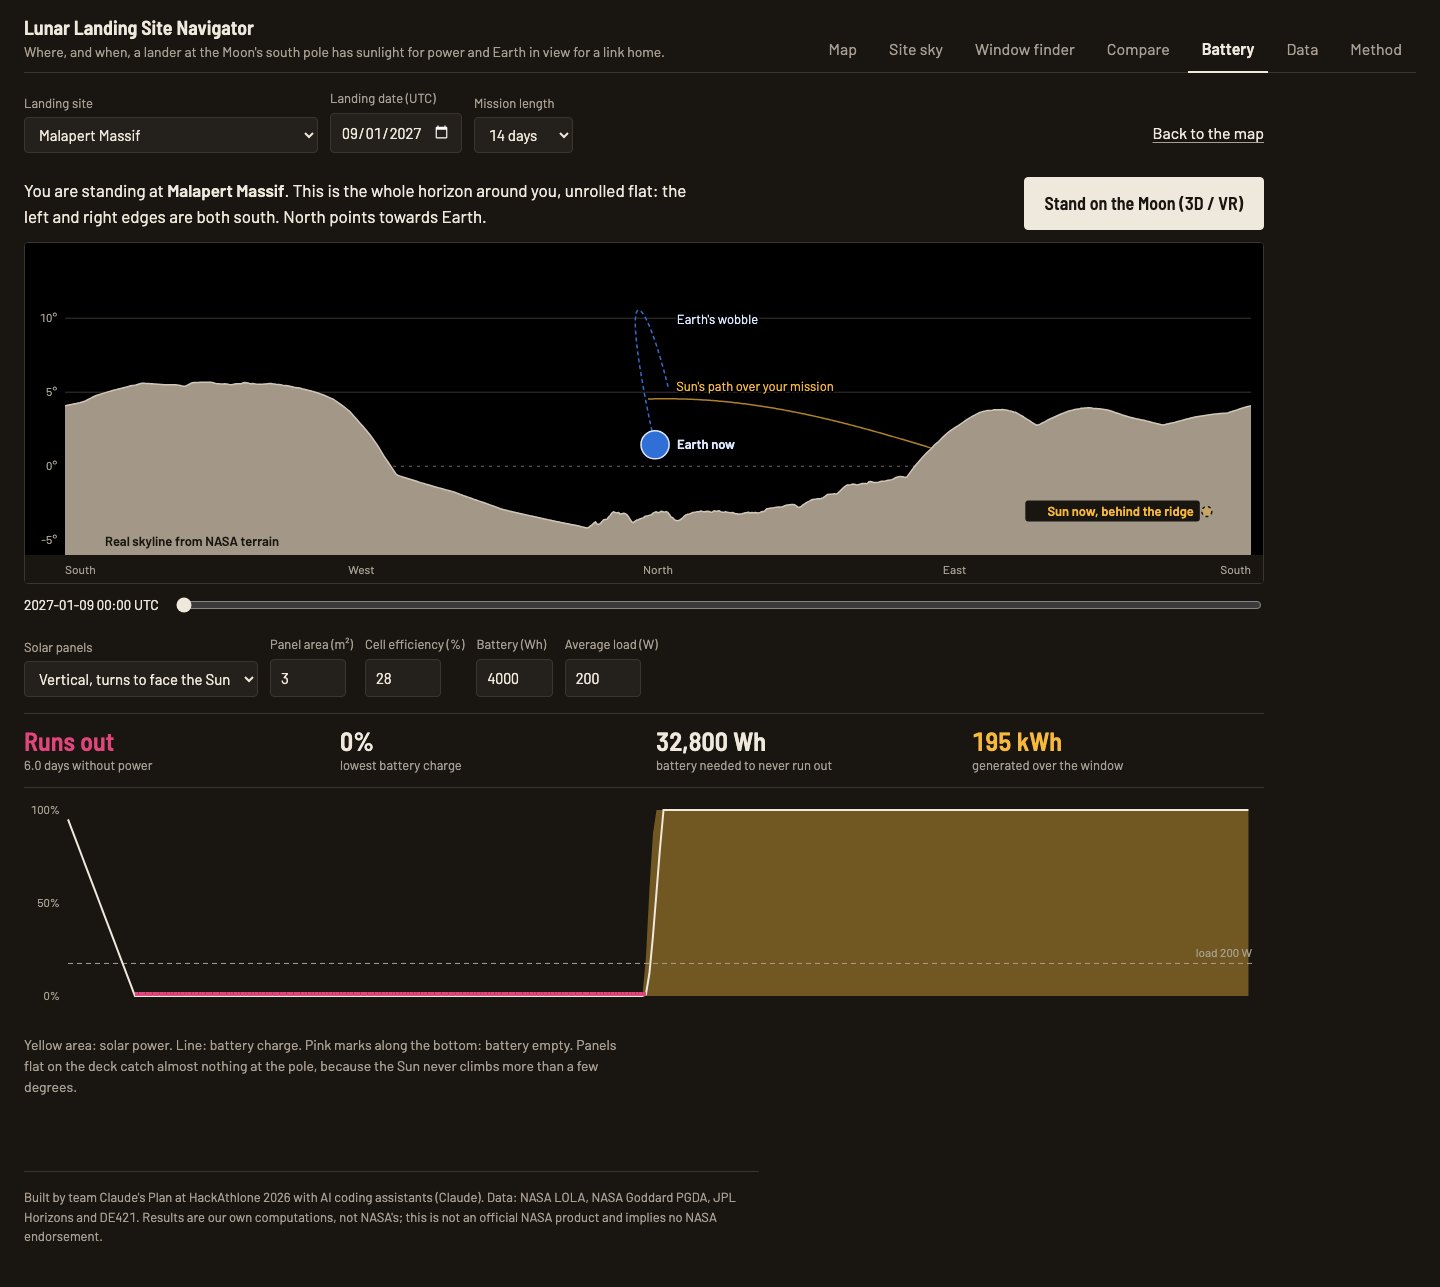 Lunar Landing Site Navigator
Where, and when, a lander at the Moon's south pole has sunlight for power and Earth in view for a link home.
Map Site sky Window finder Compare Battery Data Method
Landing site
Landing date (UTC)
Mission length
Malapert Massif
09/01/2027
14 days
Back to the map
You are standing at Malapert Massif. This is the whole horizon around you, unrolled flat: the
left and right edges are both south. North points towards Earth.
Stand on the Moon (3D / VR)
10°
Earth's wobble
5°
Sun's path over your mission
Earth now
0°
Sun now, behind the ridge
-5°
Real skyline from NASA terrain
South West North East South
2027-01-09 00:00 UTC
Solar panels
Panel area (m²)
Cell efficiency (%)
Battery (Wh)
Average load (W)
Vertical, turns to face the Sun
3
28
4000
200
Runs out
6.0 days without power
0%
lowest battery charge
32,800 Wh
battery needed to never run out
195 kWh
generated over the window
100%
50%
load 200 W
0%
Yellow area: solar power. Line: battery charge. Pink marks along the bottom: battery empty. Panels
flat on the deck catch almost nothing at the pole, because the Sun never climbs more than a few
degrees.
Built by team Claude's Plan at HackAthlone 2026 with AI coding assistants (Claude). Data: NASA LOLA, NASA Goddard PGDA, JPL
Horizons and DE421. Results are our own computations, not NASA's; this is not an official NASA product and implies no NASA
endorsement.